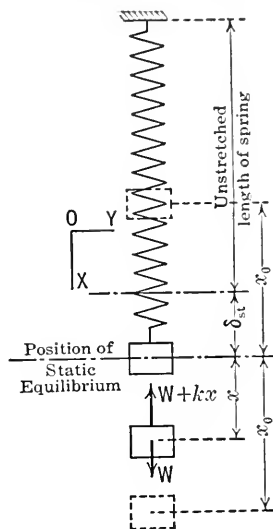 Unstretched
length of spring
O
Y
X
x₀
δst
Position of
Static
Equilibrium
W+kx
x
x₀
W